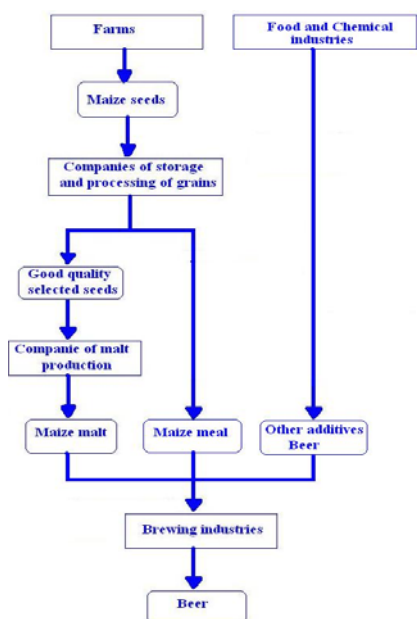 Farms
Food and Chemical
industries
Maize seeds
Companies of storage
and processing of grains
Good quality
selected seeds
Companie of malt
production
Maize malt
Maize meal
Other additives
Beer
Brewing industries
Beer